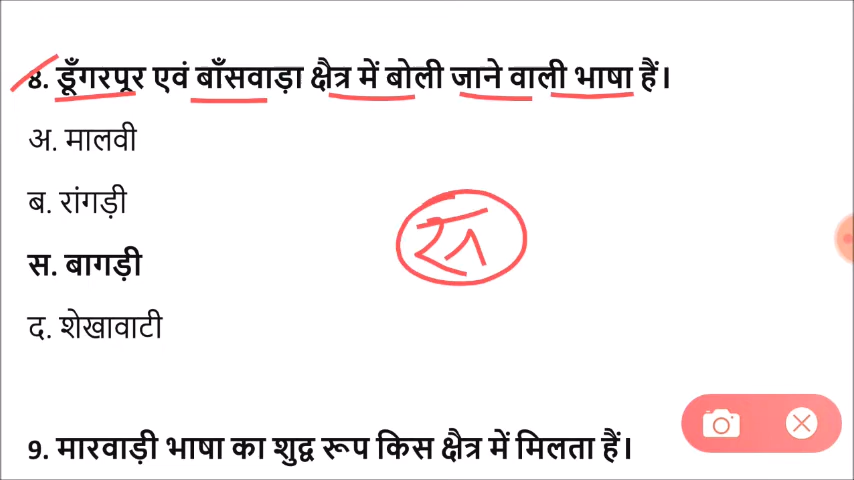 8. डूँगरपूर एवं बाँसवाड़ा क्षैत्र में बोली जाने वाली भाषा हैं।
अ. मालवी
ब. रांगड़ी
स. बागड़ी
द. शेखावाटी
9. मारवाड़ी भाषा का शुद्व रूप किस क्षैत्र में मिलता हैं।